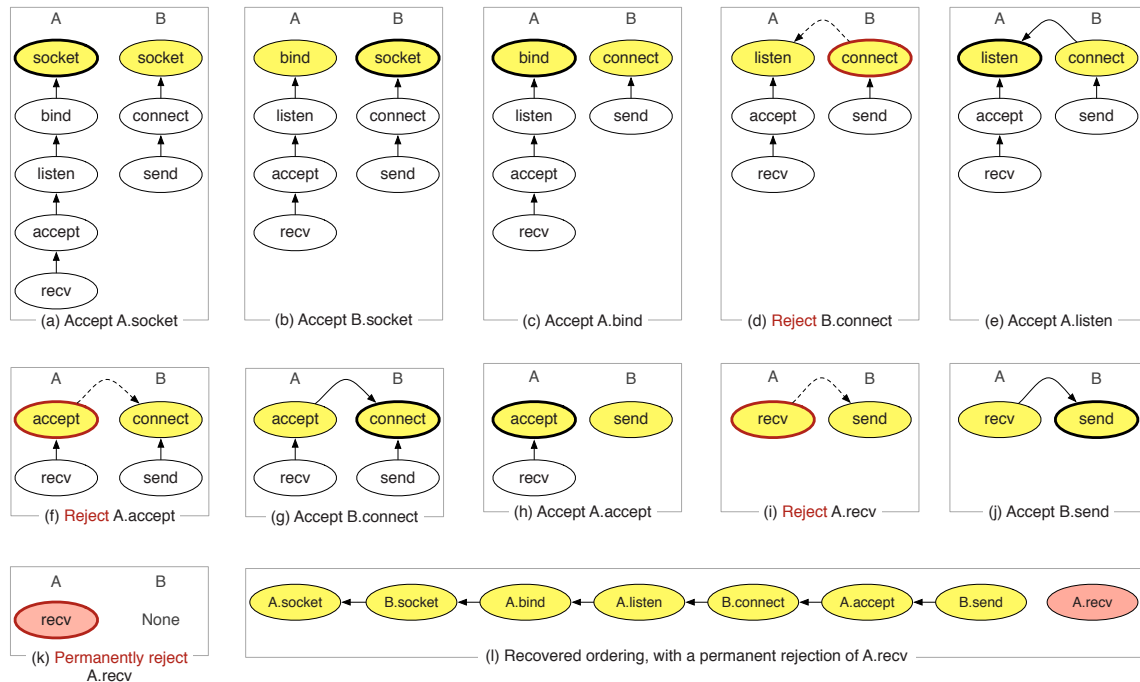 A B
socket socket
bind connect
listen send
accept
recv
(a) Accept A.socket
A B
bind socket
listen connect
accept send
recv
(b) Accept B.socket
A B
bind connect
listen send
accept
recv
(c) Accept A.bind
A B
listen connect
accept send
recv
(d) Reject B.connect
A B
listen connect
accept send
recv
(e) Accept A.listen
A B
accept connect
recv send
(f) Reject A.accept
A B
accept connect
recv send
(g) Accept B.connect
A B
accept send
recv
(h) Accept A.accept
A B
recv send
(i) Reject A.recv
A B
recv send
(j) Accept B.send
A B
recv None
(k) Permanently reject
A.recv
A.socket B.socket A.bind A.listen B.connect A.accept B.send A.recv
(l) Recovered ordering, with a permanent rejection of A.recv